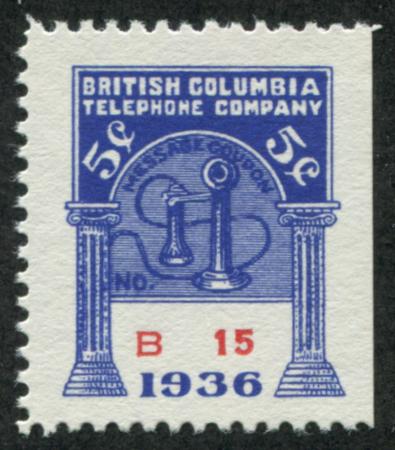 BRITISH COLUMBIA
TELEPHONE COMPANY
5¢ 5¢
MESSAGE COUPON
NO.
B 15
1936